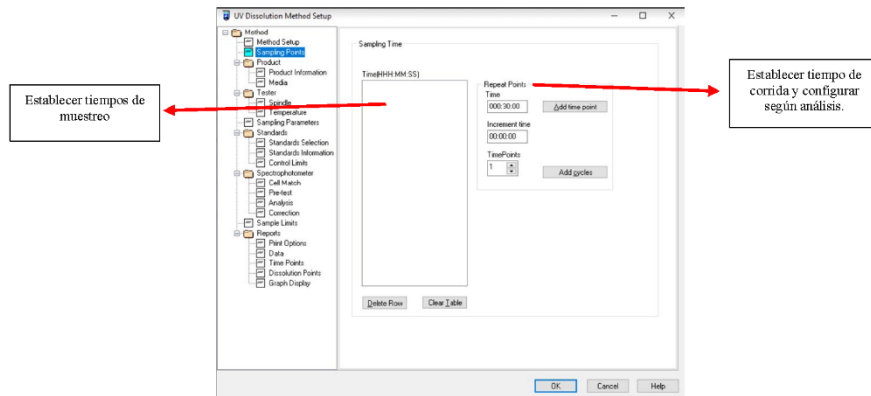 UV Dissolution Method Setup
Method
Method Setup
Sampling Points
Product
Product Information
Media
Tester
Spindle
Temperature
Sampling Parameters
Standards
Standards Selection
Standards Information
Control Limits
Spectrophotometer
Cell Match
Pre-test
Analysis
Correction
Sample Limits
Reports
Print Options
Data
Time Points
Dissolution Points
Graph Display
Sampling Time
Time(HHH:MM:SS)
Repeat Points
Time
000:30:00
Add time point
Increment time
00:00:00
TimePoints
1
Add cycles
Delete Row
Clear Table
OK
Cancel
Help
Establecer tiempos de
muestreo
Establecer tiempo de
corrida y configurar
según análisis.